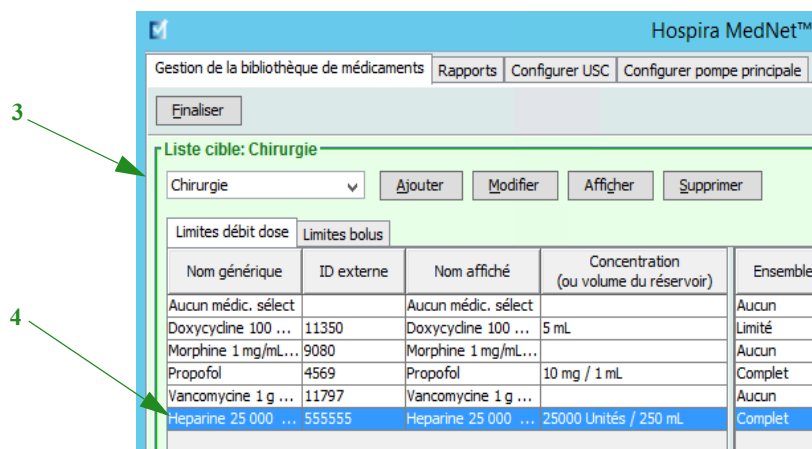 Hospira MedNet™
Gestion de la bibliothèque de médicaments Rapports Configurer USC Configurer pompe principale
Finaliser
3
Liste cible: Chirurgie
Chirurgie Ajouter Modifier Afficher Supprimer
Limites débit dose Limites bolus
Nom générique ID externe Nom affiché Concentration
(ou volume du réservoir) Ensemble
Aucun médic. sélect Aucun médic. sélect Aucun
Doxycycline 100 ... 11350 Doxycycline 100 ... 5 mL Limité
4
Morphine 1 mg/mL... 9080 Morphine 1 mg/mL... Aucun
Propofol 4569 Propofol 10 mg / 1 mL Complet
Vancomycine 1 g ... 11797 Vancomycine 1 g ... Aucun
Heparine 25 000 ... 555555 Heparine 25 000 ... 25000 Unités / 250 mL Complet